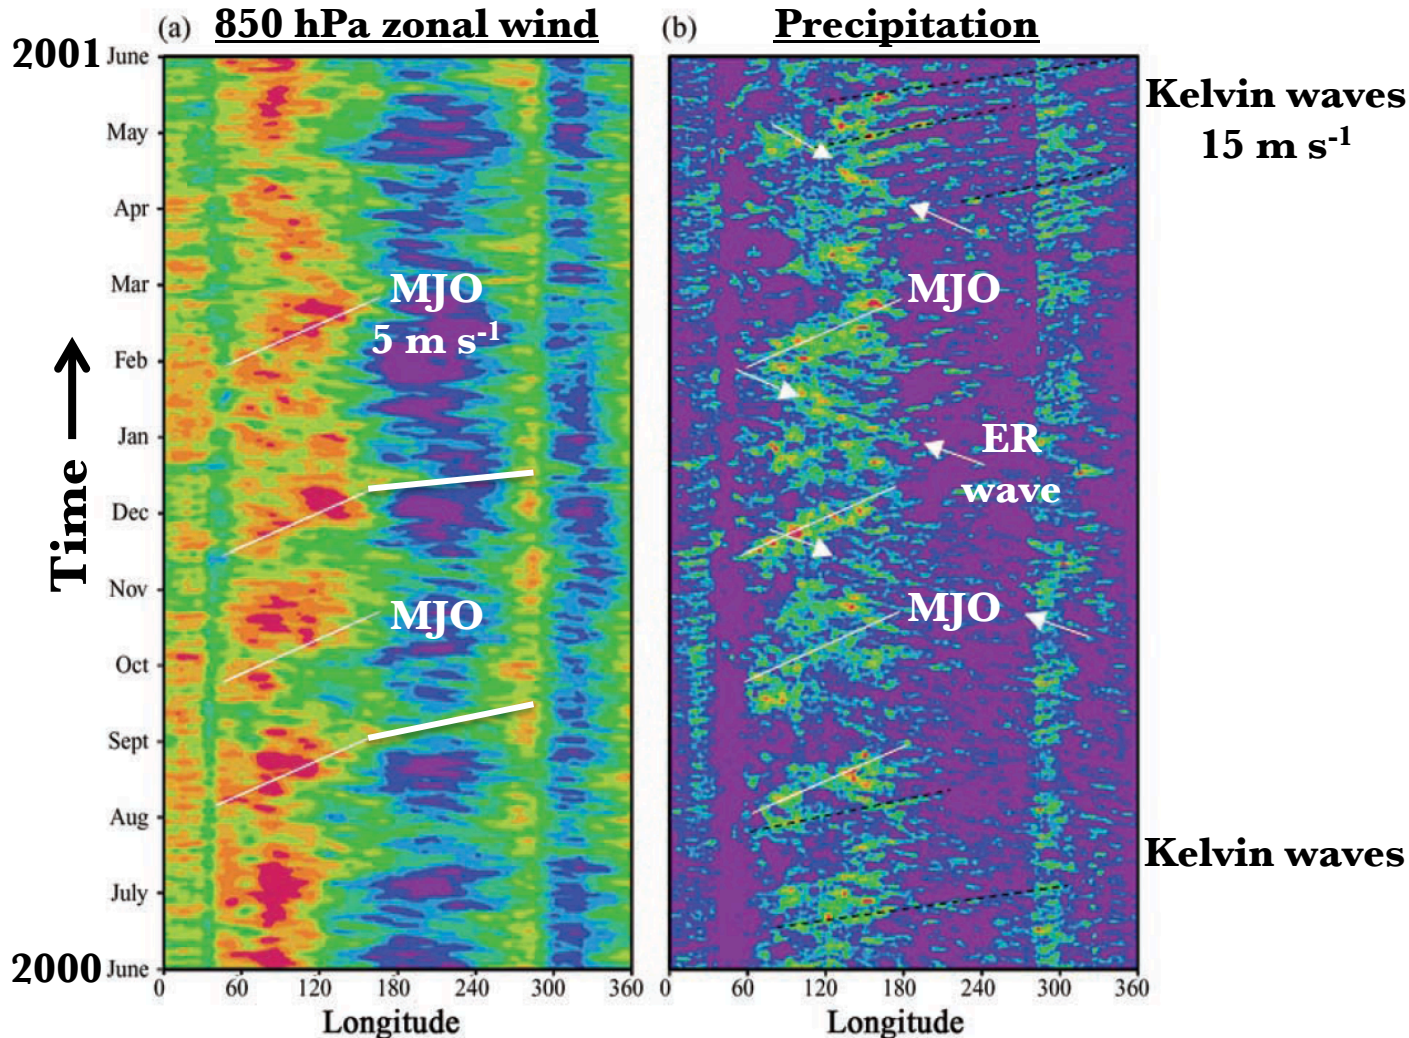 (a) 850 hPa zonal wind
(b) Precipitation
2001 June
May
Apr
Mar
Feb
Jan
Dec
Nov
Oct
Sept
Aug
July
2000 June
Time
MJO
5 m s-1
MJO
0 60 120 180 240 300 360
Longitude
Kelvin waves
15 m s-1
MJO
ER
wave
MJO
Kelvin waves
0 60 120 180 240 300 360
Longitude